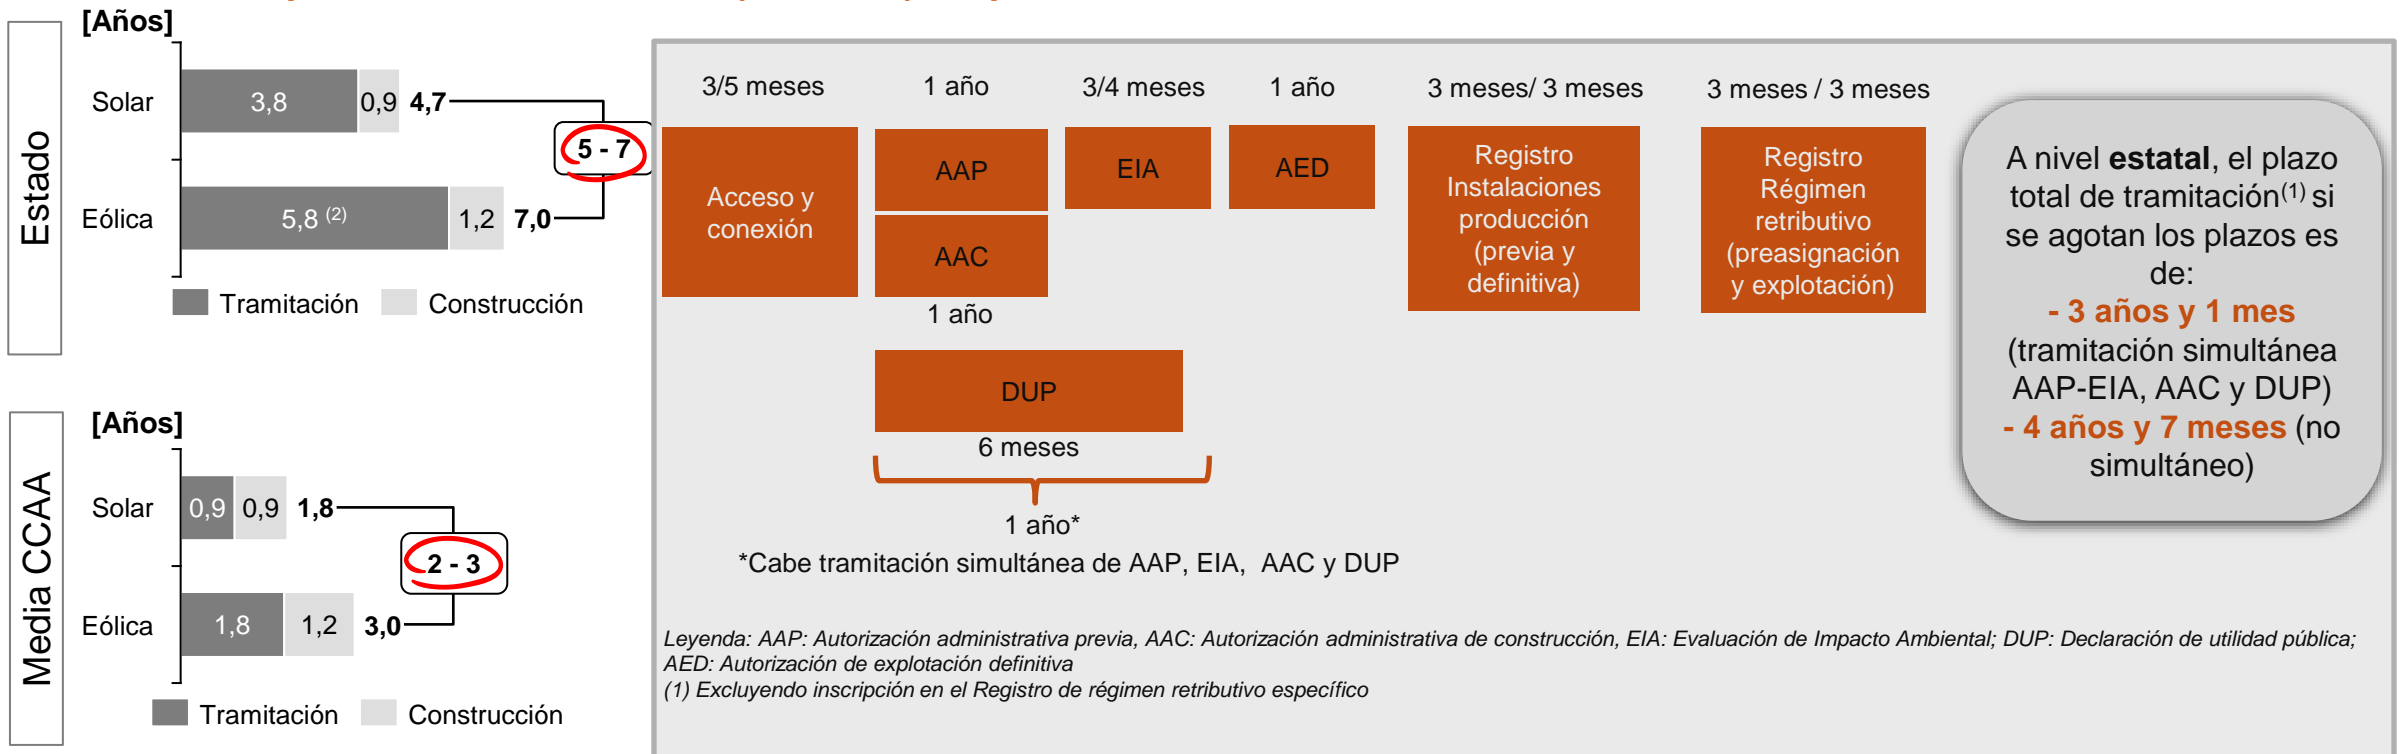 [Años]
Estado
Solar
3,8
0,9
4,7
5 - 7
Eólica
5,8 (2)
1,2
7,0
Tramitación
Construcción
[Años]
Media CCAA
Solar
0,9
0,9
1,8
2 - 3
Eólica
1,8
1,2
3,0
Tramitación
Construcción
3/5 meses
1 año
3/4 meses
1 año
3 meses/ 3 meses
3 meses / 3 meses
Acceso y
conexión
AAP
AAC
1 año
EIA
AED
Registro
Instalaciones
producción
(previa y
definitiva)
Registro
Régimen
retributivo
(preasignación
y explotación)
DUP
6 meses
1 año*
*Cabe tramitación simultánea de AAP, EIA, AAC y DUP
A nivel estatal, el plazo
total de tramitación(1) si
se agotan los plazos es
de:
- 3 años y 1 mes
(tramitación simultánea
AAP-EIA, AAC y DUP)
- 4 años y 7 meses (no
simultáneo)
Leyenda: AAP: Autorización administrativa previa, AAC: Autorización administrativa de construcción, EIA: Evaluación de Impacto Ambiental; DUP: Declaración de utilidad pública;
AED: Autorización de explotación definitiva
(1) Excluyendo inscripción en el Registro de régimen retributivo específico